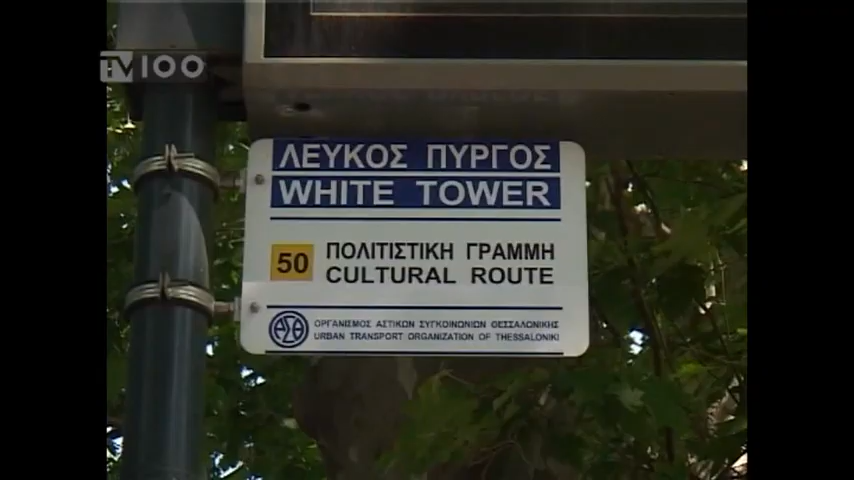 TV100
ΛΕΥΚΟΣ ΠΥΡΓΟΣ
WHITE TOWER
50
ΠΟΛΙΤΙΣΤΙΚΗ ΓΡΑΜΜΗ
CULTURAL ROUTE
ΟΑΣΘ
ΟΡΓΑΝΙΣΜΟΣ ΑΣΤΙΚΩΝ ΣΥΓΚΟΙΝΩΝΙΩΝ ΘΕΣΣΑΛΟΝΙΚΗΣ
URBAN TRANSPORT ORGANIZATION OF THESSALONIKI